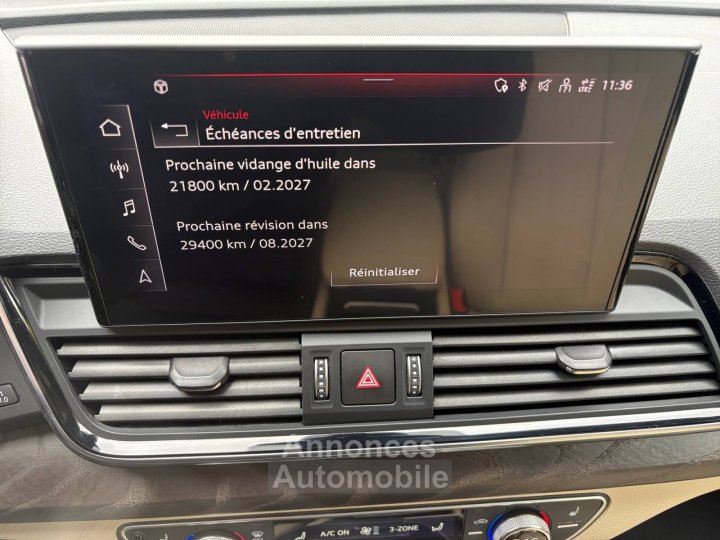 LTE 11:36
Véhicule
Échéances d'entretien
Prochaine vidange d'huile dans
21800 km / 02.2027
Prochaine révision dans
29400 km / 08.2027
Réinitialiser
Annonces
Automobile
A/C ON 3-ZONE